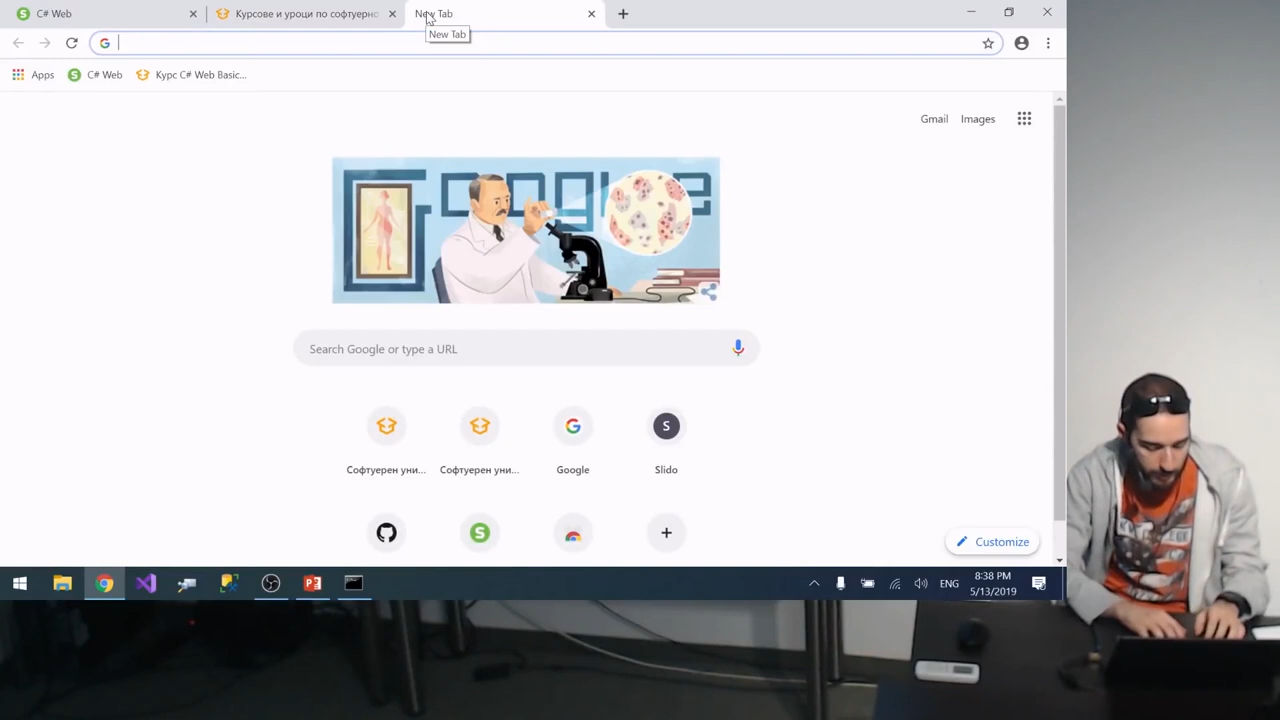 C# Web
Курсове и уроци по софтуерно
New Tab
New Tab
Apps
C# Web
Курс C# Web Basic...
Gmail
Images
Google
Search Google or type a URL
Софтуерен уни...
Софтуерен уни...
Google
Slido
Customize
ENG
8:38 PM
5/13/2019